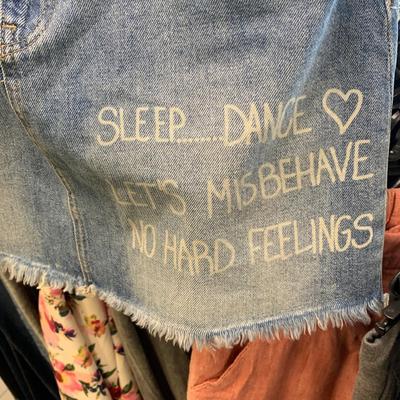 SLEEP.......DANCE ♡
LET'S MISBEHAVE
NO HARD FEELINGS